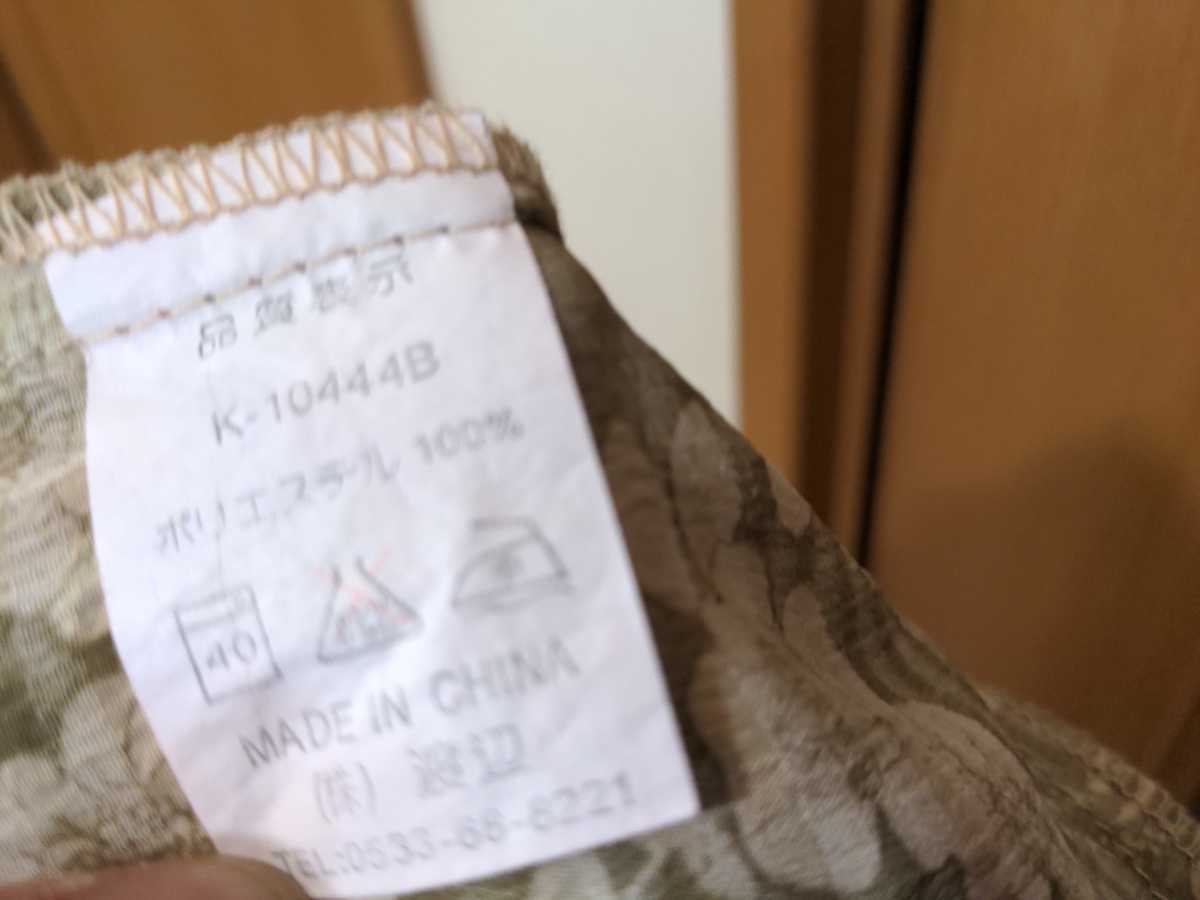 品質表示
K-10444B
ポリエステル 100%
40
MADE IN CHINA
(株) 渡辺
TEL:0533-68-8221